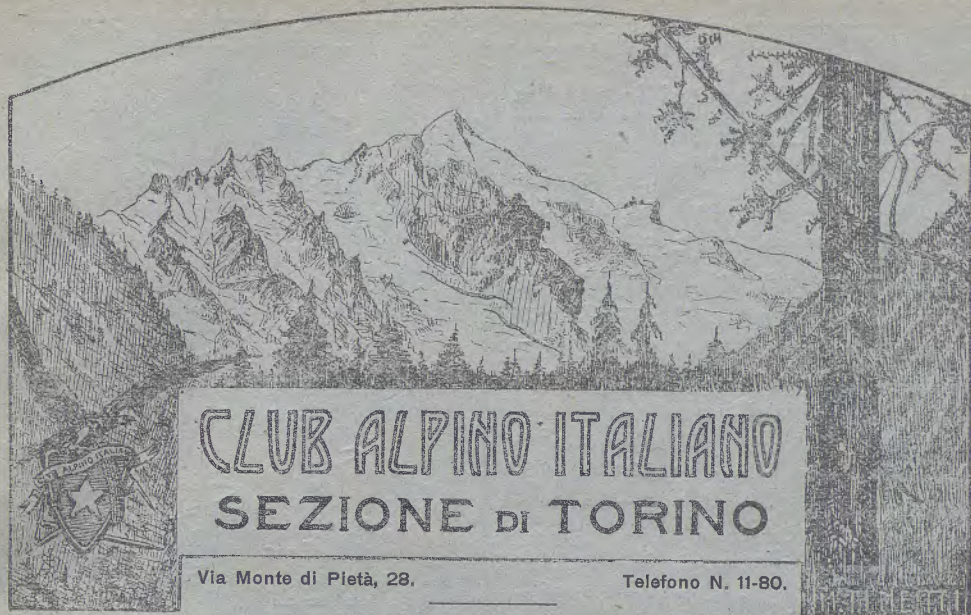 CLUB ALPINO ITALIANO
SEZIONE DI TORINO
Via Monte di Pietà, 28. Telefono N. 11-80.